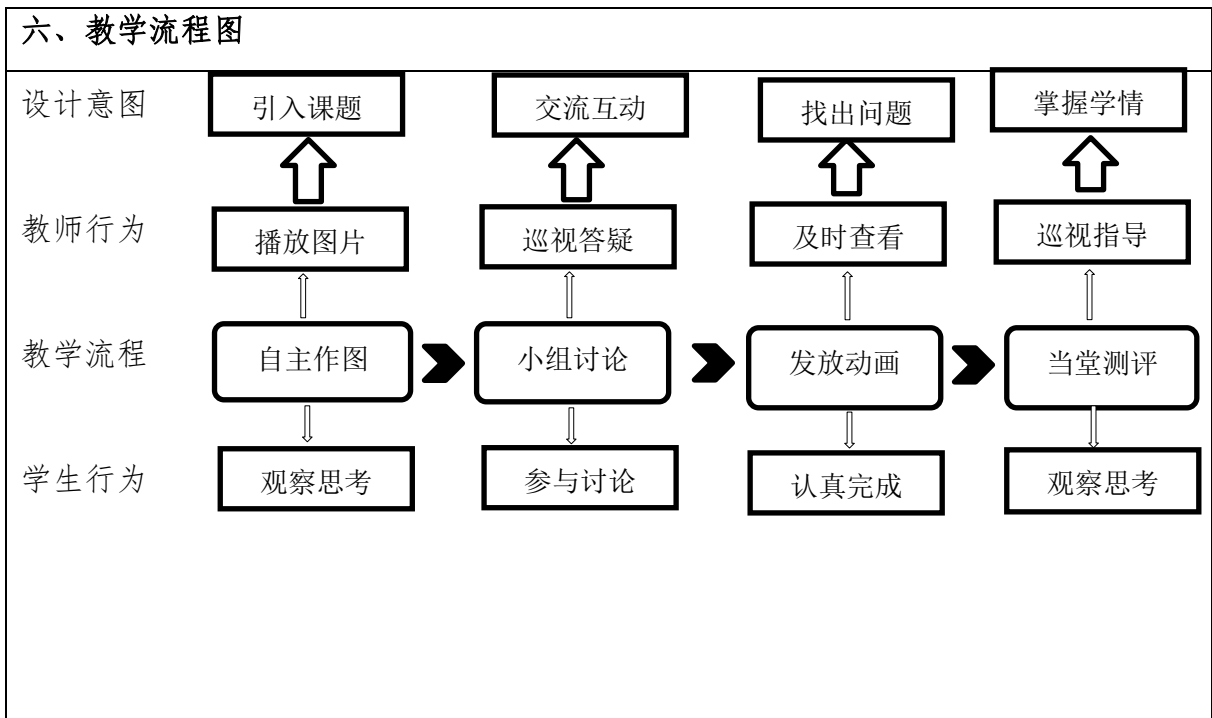 六、教学流程图
设计意图 引入课题 交流互动 找出问题 掌握学情
教师行为 播放图片 巡视答疑 及时查看 巡视指导
教学流程 自主作图 小组讨论 发放动画 当堂测评
学生行为 观察思考 参与讨论 认真完成 观察思考